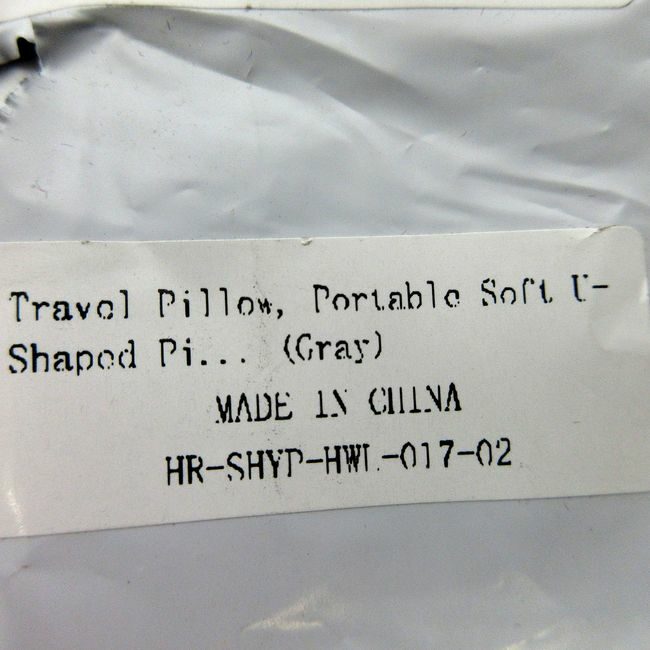 Travel Pillow, Portable Soft U-
Shaped Pi... (Gray)
MADE IN CHINA
HR-SHYP-HWL-017-02